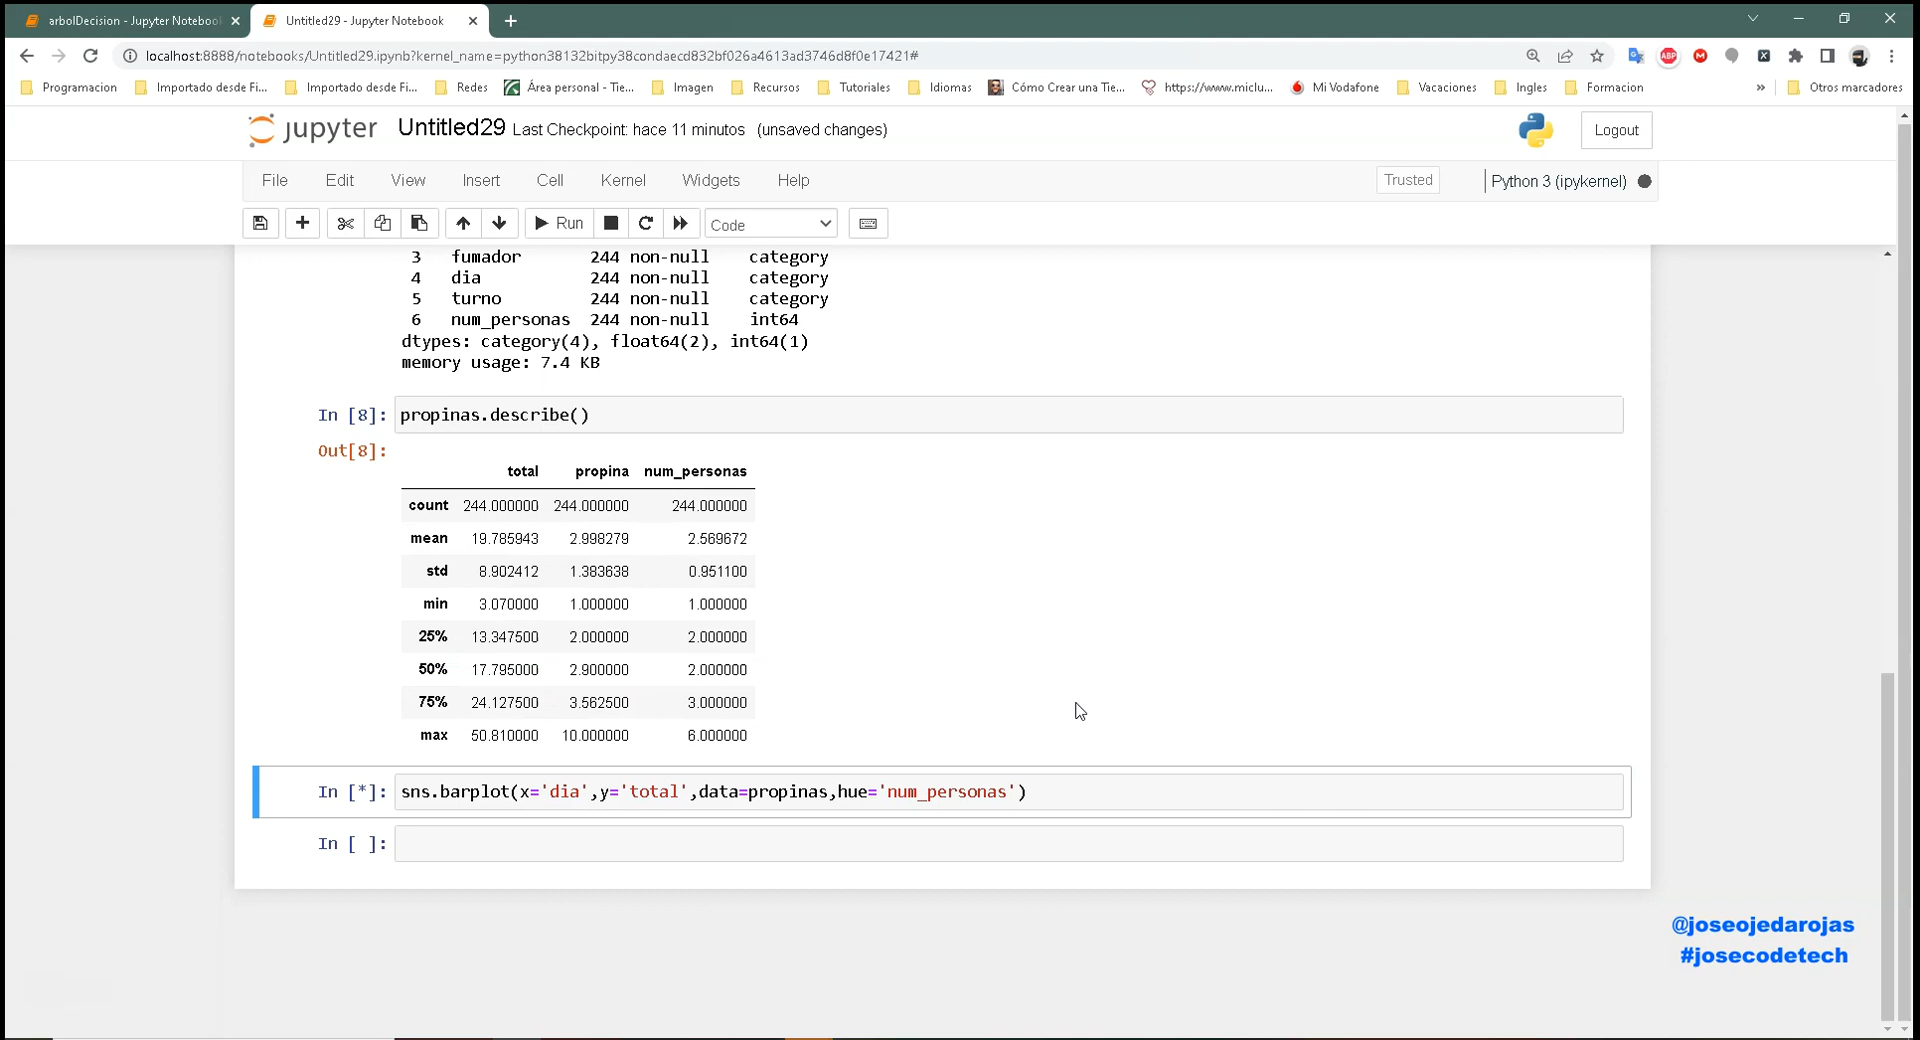 arbolDecision - Jupyter Notebook
Untitled29 - Jupyter Notebook
localhost:8888/notebooks/Untitled29.ipynb?kernel_name=python38132bitpy38condaecd832bf026a4613ad3746d8f0e17421#
Programacion Importado desde Fi... Importado desde Fi... Redes Área personal - Tie... Imagen Recursos Tutoriales Idiomas Cómo Crear una Tie... https://www.miclu... Mi Vodafone Vacaciones Ingles Formacion » Otros marcadores
jupyter Untitled29 Last Checkpoint: hace 11 minutos (unsaved changes) Logout
File Edit View Insert Cell Kernel Widgets Help Trusted Python 3 (ipykernel)
Run Code
3 fumador 244 non-null category
4 dia 244 non-null category
5 turno 244 non-null category
6 num_personas 244 non-null int64
dtypes: category(4), float64(2), int64(1)
memory usage: 7.4 KB
In [8]: propinas.describe()
Out[8]:
total propina num_personas
count 244.000000 244.000000 244.000000
mean 19.785943 2.998279 2.569672
std 8.902412 1.383638 0.951100
min 3.070000 1.000000 1.000000
25% 13.347500 2.000000 2.000000
50% 17.795000 2.900000 2.000000
75% 24.127500 3.562500 3.000000
max 50.810000 10.000000 6.000000
In [*]: sns.barplot(x='dia',y='total',data=propinas,hue='num_personas')
In [ ]:
@joseojedarojas
#josecodetech